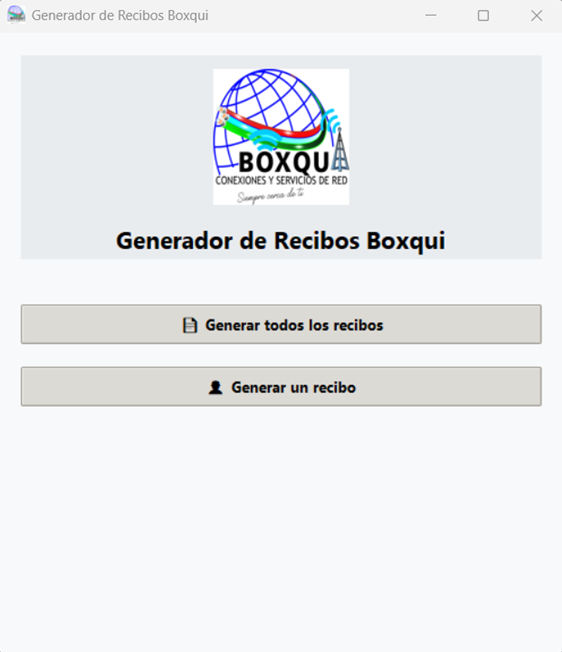 Generador de Recibos Boxqui
BOXQUI
CONEXIONES Y SERVICIOS DE RED
Siempre cerca de ti
Generador de Recibos Boxqui
Generar todos los recibos
Generar un recibo